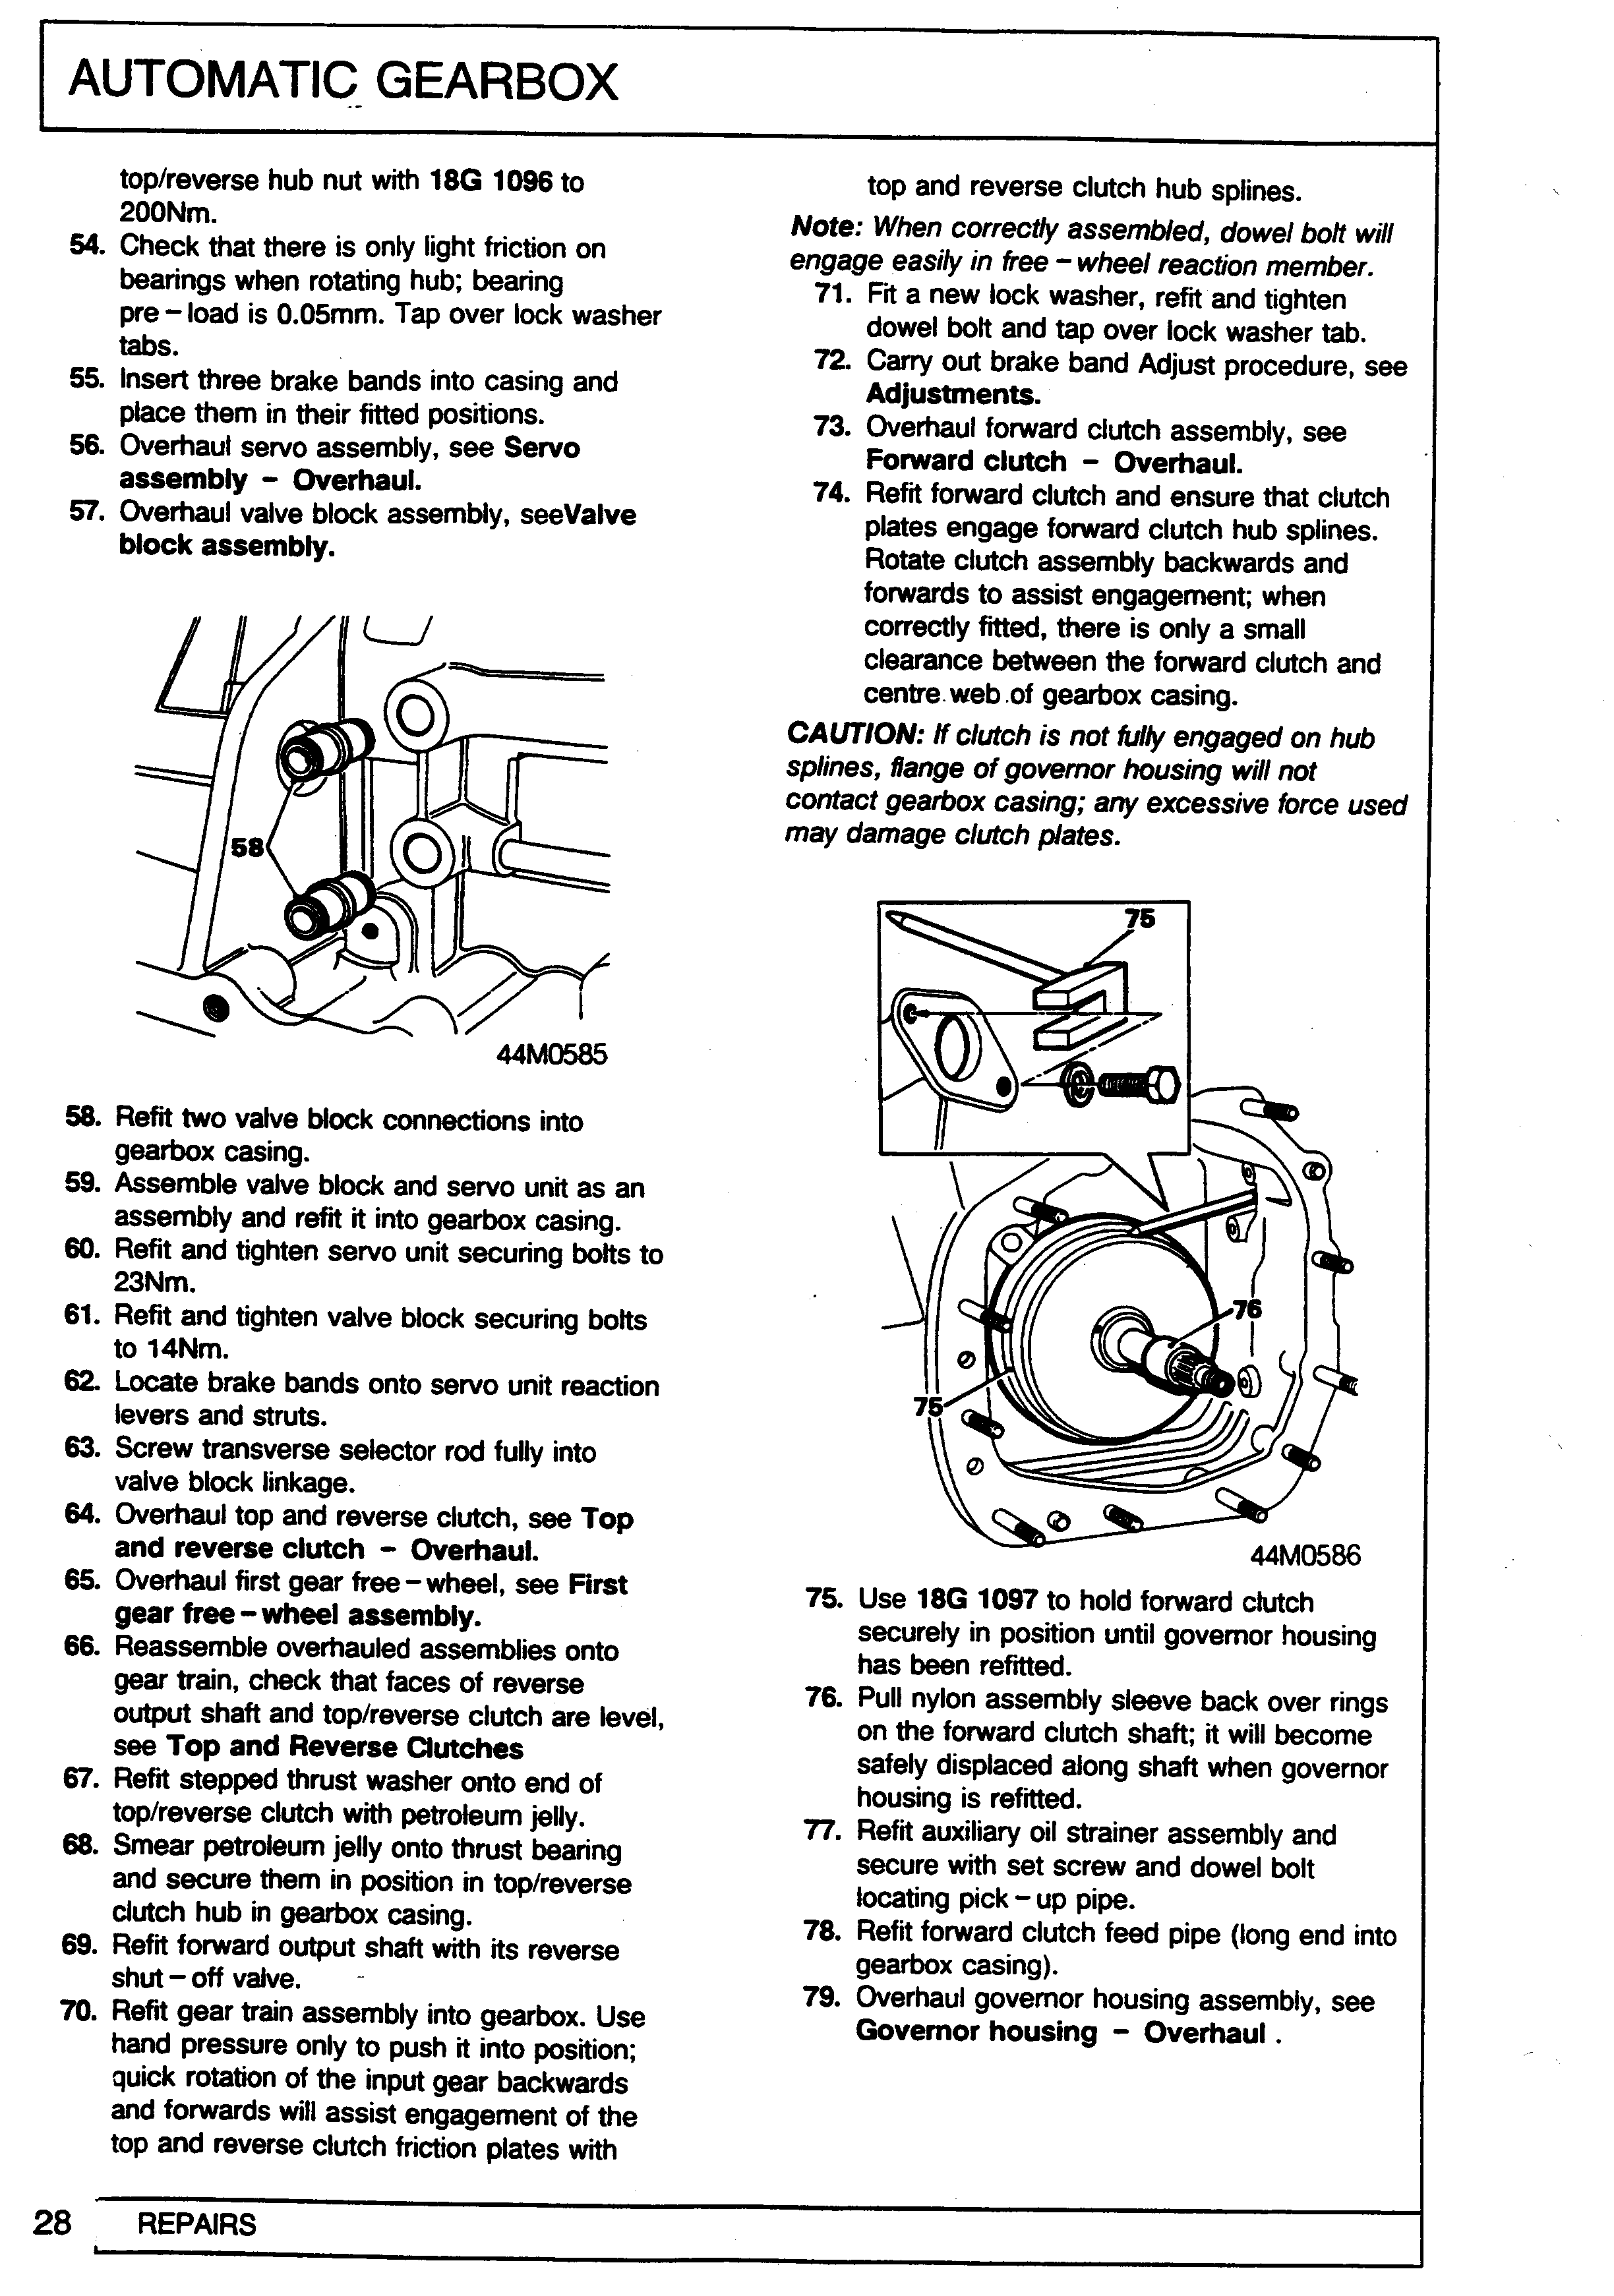 AUTOMATIC GEARBOX
top/reverse hub nut with 18G 1096 to
200Nm.
54. Check that there is only light friction on
bearings when rotating hub; bearing
pre – load is 0.05mm. Tap over lock washer
tabs.
55. Insert three brake bands into casing and
place them in their fitted positions.
56. Overhaul servo assembly, see Servo
assembly – Overhaul.
57. Overhaul valve block assembly, seeValve
block assembly.
58
44M0585
58. Refit two valve block connections into
gearbox casing.
59. Assemble valve block and servo unit as an
assembly and refit it into gearbox casing.
60. Refit and tighten servo unit securing bolts to
23Nm.
61. Refit and tighten valve block securing bolts
to 14Nm.
62. Locate brake bands onto servo unit reaction
levers and struts.
63. Screw transverse selector rod fully into
valve block linkage.
64. Overhaul top and reverse clutch, see Top
and reverse clutch – Overhaul.
65. Overhaul first gear free – wheel, see First
gear free – wheel assembly.
66. Reassemble overhauled assemblies onto
gear train, check that faces of reverse
output shaft and top/reverse clutch are level,
see Top and Reverse Clutches
67. Refit stepped thrust washer onto end of
top/reverse clutch with petroleum jelly.
68. Smear petroleum jelly onto thrust bearing
and secure them in position in top/reverse
clutch hub in gearbox casing.
69. Refit forward output shaft with its reverse
shut – off valve.
70. Refit gear train assembly into gearbox. Use
hand pressure only to push it into position;
quick rotation of the input gear backwards
and forwards will assist engagement of the
top and reverse clutch friction plates with
top and reverse clutch hub splines.
Note: When correctly assembled, dowel bolt will
engage easily in free – wheel reaction member.
71. Fit a new lock washer, refit and tighten
dowel bolt and tap over lock washer tab.
72. Carry out brake band Adjust procedure, see
Adjustments.
73. Overhaul forward clutch assembly, see
Forward clutch – Overhaul.
74. Refit forward clutch and ensure that clutch
plates engage forward clutch hub splines.
Rotate clutch assembly backwards and
forwards to assist engagement; when
correctly fitted, there is only a small
clearance between the forward clutch and
centre web of gearbox casing.
CAUTION: If clutch is not fully engaged on hub
splines, flange of governor housing will not
contact gearbox casing; any excessive force used
may damage clutch plates.
75
76
75
44M0586
75. Use 18G 1097 to hold forward clutch
securely in position until governor housing
has been refitted.
76. Pull nylon assembly sleeve back over rings
on the forward clutch shaft; it will become
safely displaced along shaft when governor
housing is refitted.
77. Refit auxiliary oil strainer assembly and
secure with set screw and dowel bolt
locating pick – up pipe.
78. Refit forward clutch feed pipe (long end into
gearbox casing).
79. Overhaul governor housing assembly, see
Governor housing – Overhaul .
28 REPAIRS